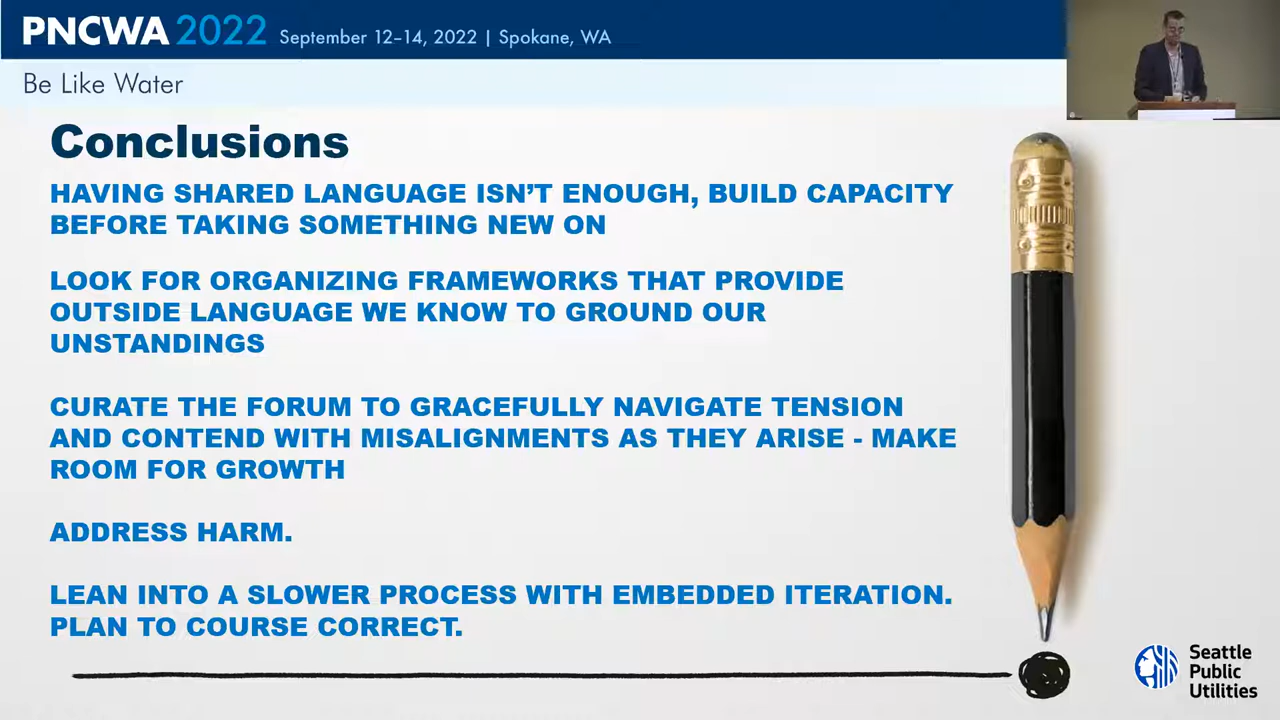 PNCWA 2022 September 12–14, 2022 | Spokane, WA
Be Like Water
Conclusions
HAVING SHARED LANGUAGE ISN’T ENOUGH, BUILD CAPACITY
BEFORE TAKING SOMETHING NEW ON
LOOK FOR ORGANIZING FRAMEWORKS THAT PROVIDE
OUTSIDE LANGUAGE WE KNOW TO GROUND OUR
UNSTANDINGS
CURATE THE FORUM TO GRACEFULLY NAVIGATE TENSION
AND CONTEND WITH MISALIGNMENTS AS THEY ARISE - MAKE
ROOM FOR GROWTH
ADDRESS HARM.
LEAN INTO A SLOWER PROCESS WITH EMBEDDED ITERATION.
PLAN TO COURSE CORRECT.
Seattle
Public
Utilities